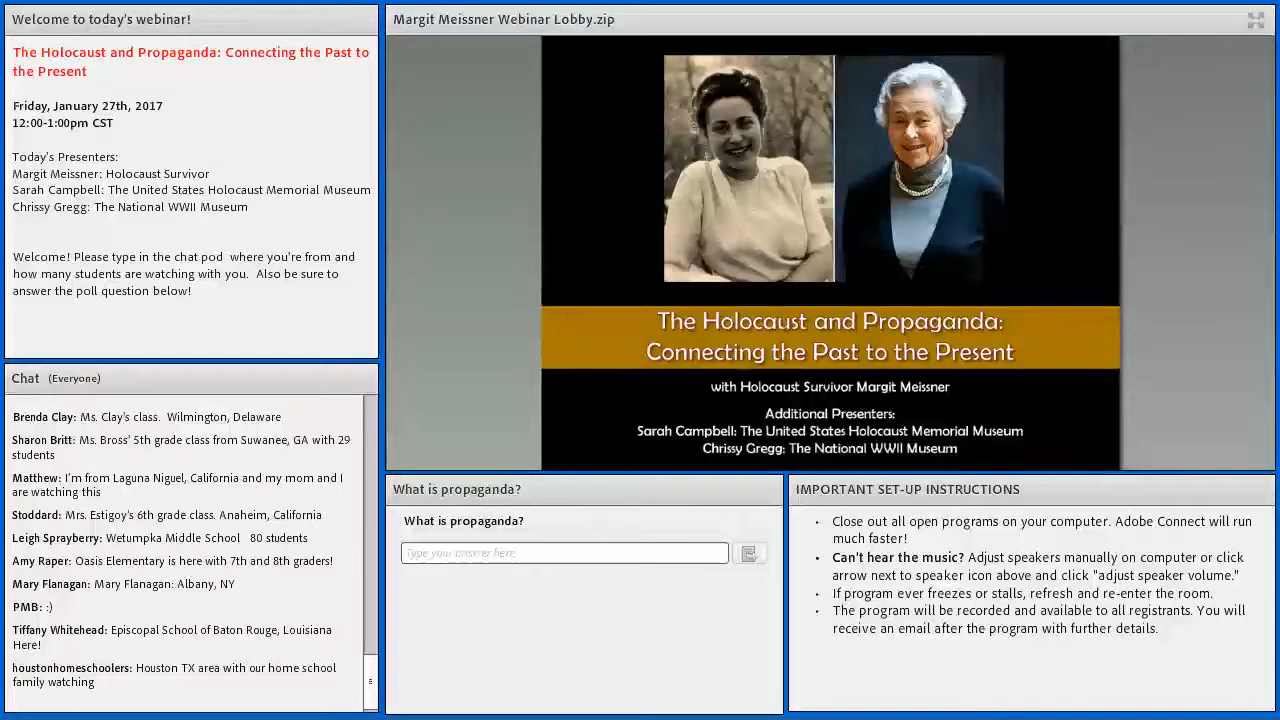 Welcome to today's webinar!
The Holocaust and Propaganda: Connecting the Past to
the Present
Friday, January 27th, 2017
12:00-1:00pm CST
Today's Presenters:
Margit Meissner: Holocaust Survivor
Sarah Campbell: The United States Holocaust Memorial Museum
Chrissy Gregg: The National WWII Museum
Welcome! Please type in the chat pod  where you're from and
how many students are watching with you.  Also be sure to
answer the poll question below!
Chat (Everyone)
Brenda Clay: Ms. Clay's class.  Wilmington, Delaware
Sharon Britt: Ms. Bross' 5th grade class from Suwanee, GA with 29
students
Matthew: I'm from Laguna Niguel, California and my mom and I
are watching this
Stoddard: Mrs. Estigoy's 6th grade class. Anaheim, California
Leigh Sprayberry: Wetumpka Middle School   80 students
Amy Raper: Oasis Elementary is here with 7th and 8th graders!
Mary Flanagan: Mary Flanagan: Albany, NY
PMB: :)
Tiffany Whitehead: Episcopal School of Baton Rouge, Louisiana
Here!
houstonhomeschoolers: Houston TX area with our home school
family watching
Margit Meissner Webinar Lobby.zip
The Holocaust and Propaganda:
Connecting the Past to the Present
with Holocaust Survivor Margit Meissner
Additional Presenters:
Sarah Campbell: The United States Holocaust Memorial Museum
Chrissy Gregg: The National WWII Museum
What is propaganda?
What is propaganda?
Type your answer here.
IMPORTANT SET-UP INSTRUCTIONS
• Close out all open programs on your computer. Adobe Connect will run
much faster!
• Can't hear the music? Adjust speakers manually on computer or click
arrow next to speaker icon above and click "adjust speaker volume."
• If program ever freezes or stalls, refresh and re-enter the room.
• The program will be recorded and available to all registrants. You will
receive an email after the program with further details.